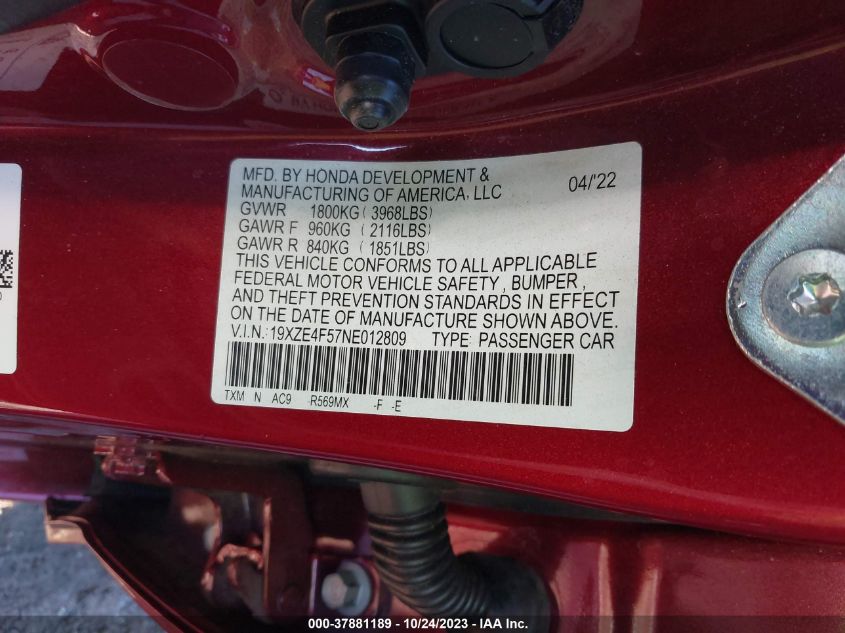 MFD. BY HONDA DEVELOPMENT &
MANUFACTURING OF AMERICA, LLC 04/'22
GVWR 1800KG ( 3968LBS)
GAWR F 960KG ( 2116LBS)
GAWR R 840KG ( 1851LBS)
THIS VEHICLE CONFORMS TO ALL APPLICABLE
FEDERAL MOTOR VEHICLE SAFETY , BUMPER ,
AND THEFT PREVENTION STANDARDS IN EFFECT
ON THE DATE OF MANUFACTURE SHOWN ABOVE.
V.I.N.: 19XZE4F57NE012809 TYPE: PASSENGER CAR
TXM N AC9 -R569MX -F -E
000-37881189 - 10/24/2023 - IAA Inc.